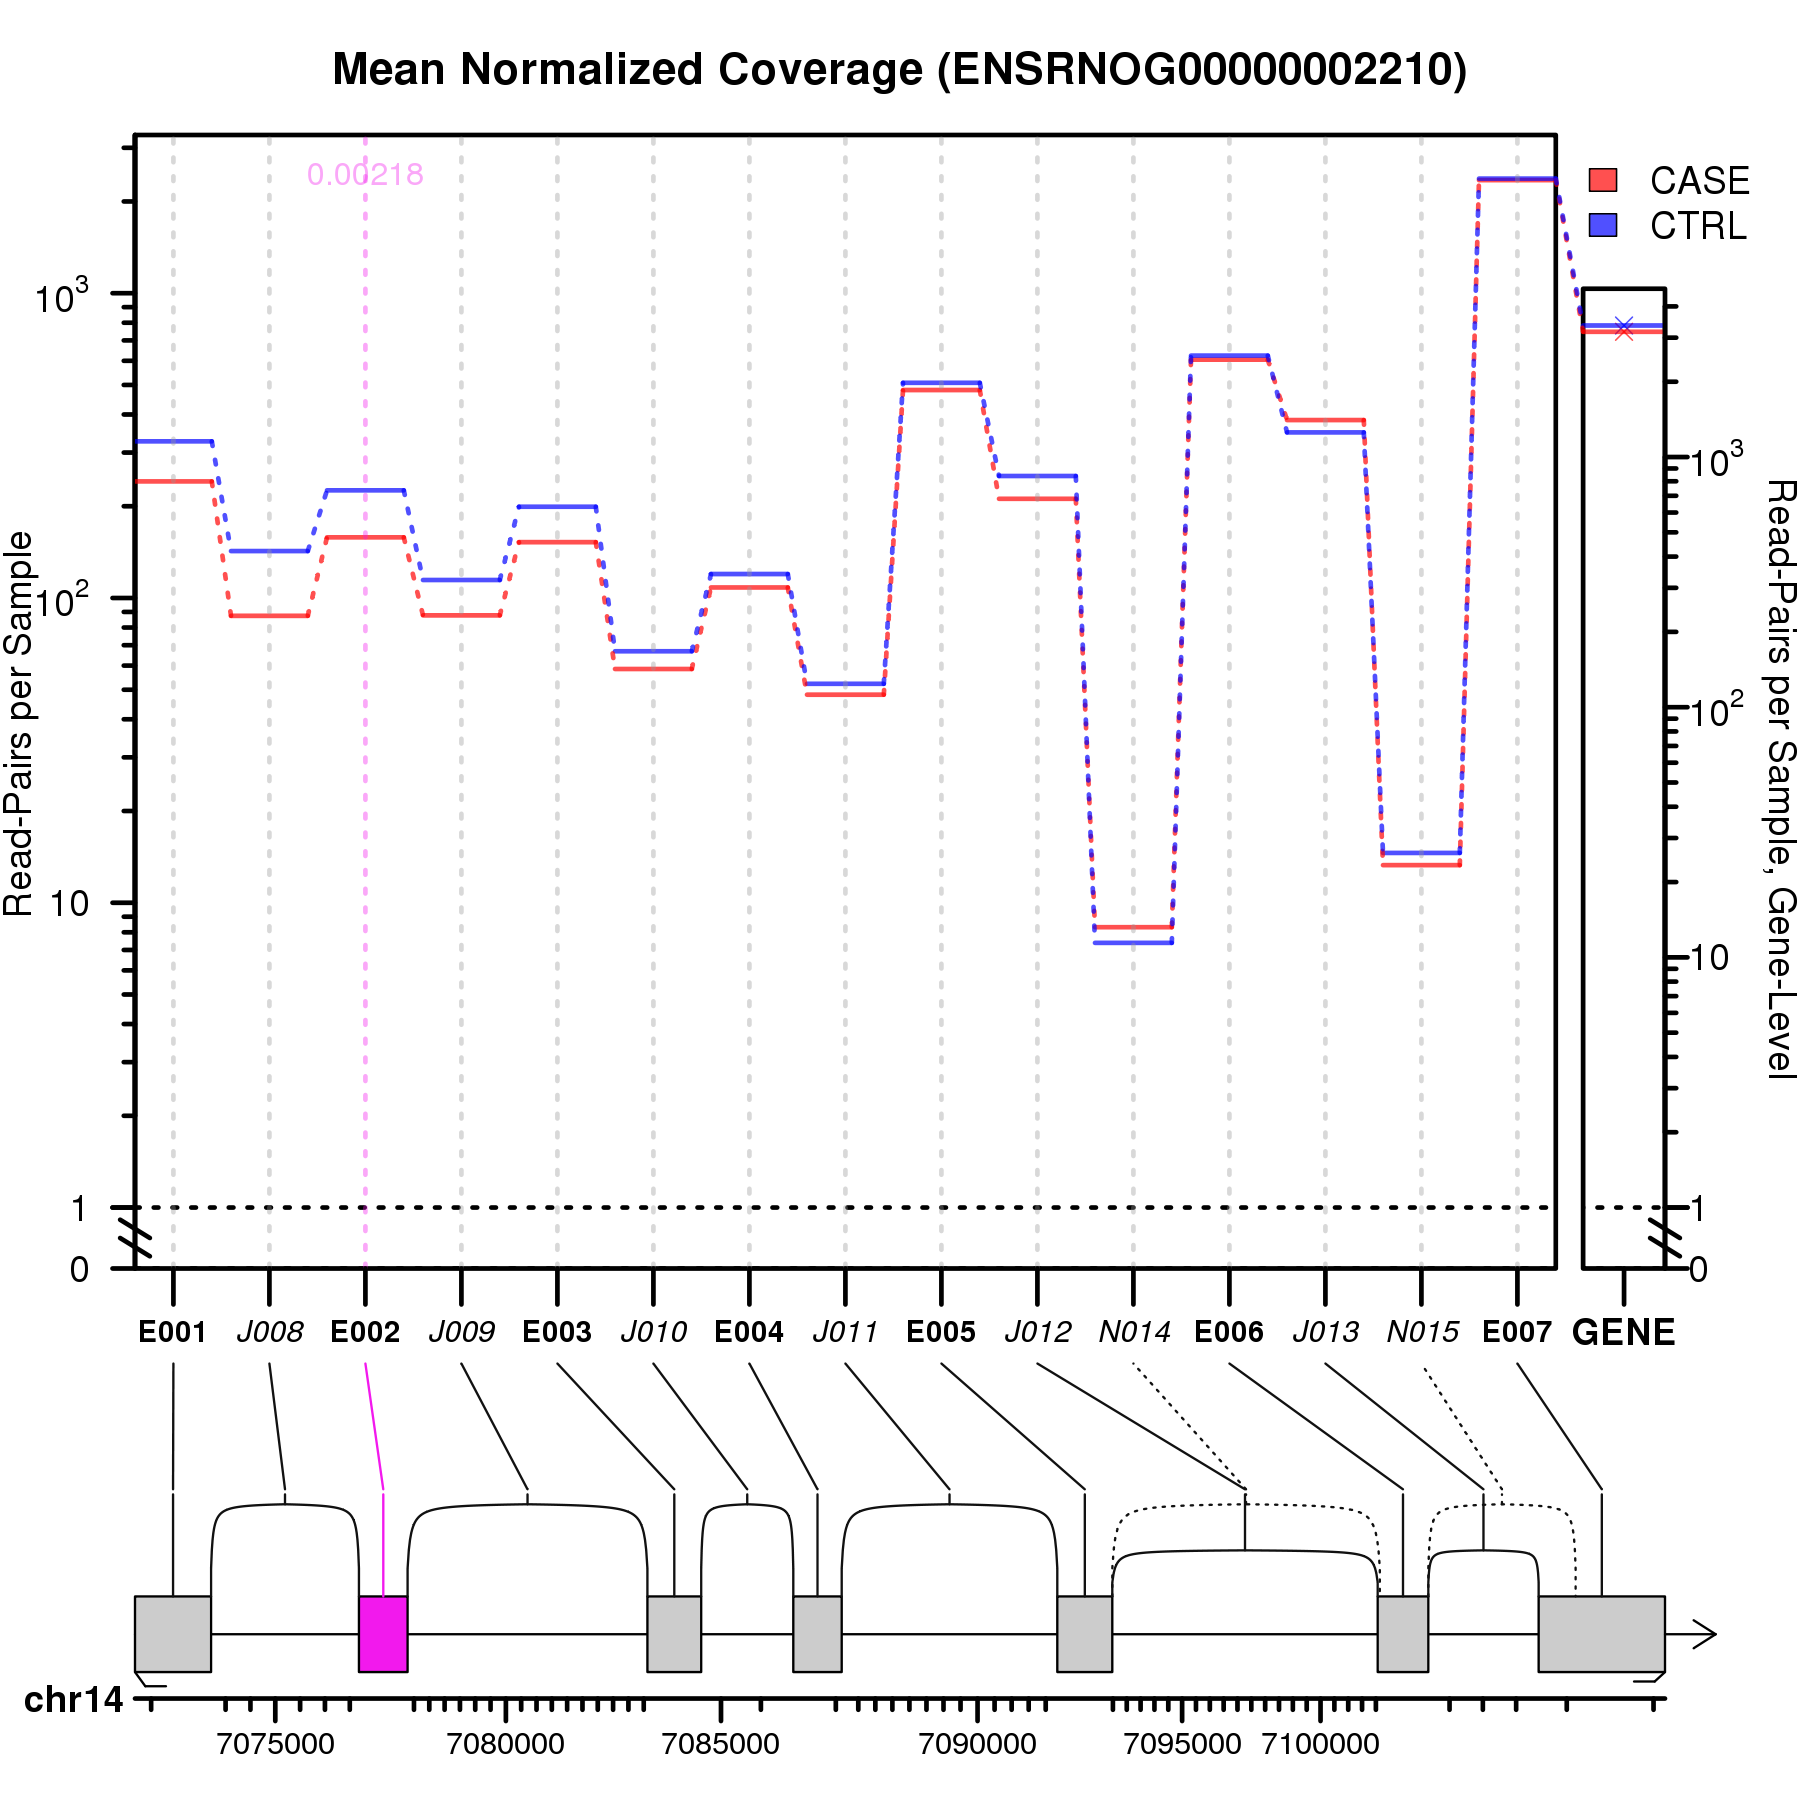 Mean Normalized Coverage (ENSRNOG00000002210)
0.00218
CASE
CTRL
Read-Pairs per Sample
10³
10²
10
1
0
Read-Pairs per Sample, Gene-Level
10³
10²
10
1
0
E001 J008 E002 J009 E003 J010 E004 J011 E005 J012 N014 E006 J013 N015 E007 GENE
chr14
7075000 7080000 7085000 7090000 7095000 7100000